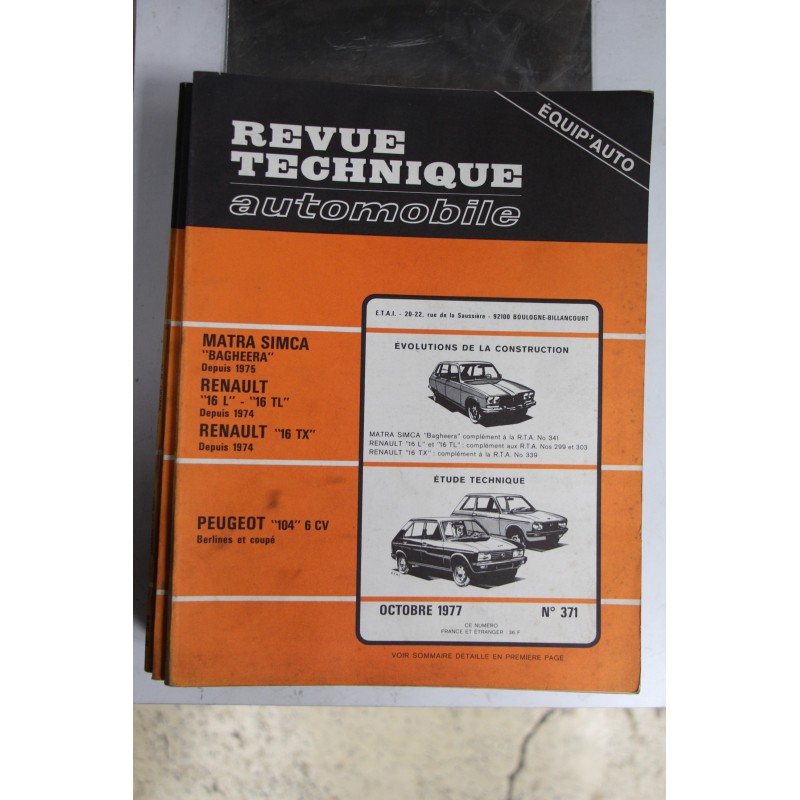 ÉQUIP'AUTO
REVUE
TECHNIQUE
automobile
MATRA SIMCA
"BAGHEERA"
Depuis 1975
RENAULT
"16 L" - "16 TL"
Depuis 1974
RENAULT "16 TX"
Depuis 1974
PEUGEOT "104" 6 CV
Berlines et coupé
E.T.A.I. - 20-22, rue de la Saussière - 92100 BOULOGNE-BILLANCOURT
ÉVOLUTIONS DE LA CONSTRUCTION
MATRA SIMCA "Bagheera" complément à la R.T.A. No 341
RENAULT "16 L" et "16 TL" : complément aux R.T.A. Nos 299 et 303
RENAULT "16 TX" : complément à la R.T.A. No 339
ÉTUDE TECHNIQUE
OCTOBRE 1977 N° 371
CE NUMÉRO
FRANCE ET ÉTRANGER : 38 F
VOIR SOMMAIRE DÉTAILLÉ EN PREMIÈRE PAGE